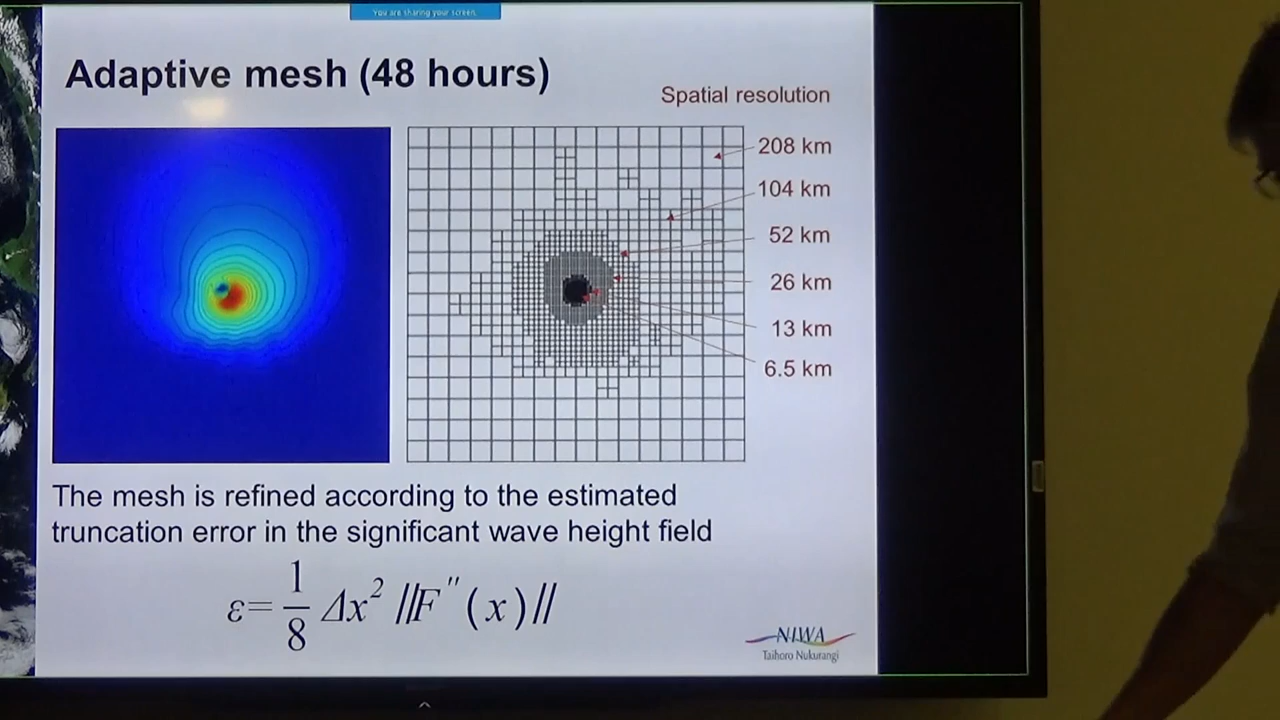 You are sharing your screen.
Adaptive mesh (48 hours)
Spatial resolution
208 km
104 km
52 km
26 km
13 km
6.5 km
The mesh is refined according to the estimated
truncation error in the significant wave height field
ε=1/8 Δx² ||F″(x)||
NIWA
Taihoro Nukurangi